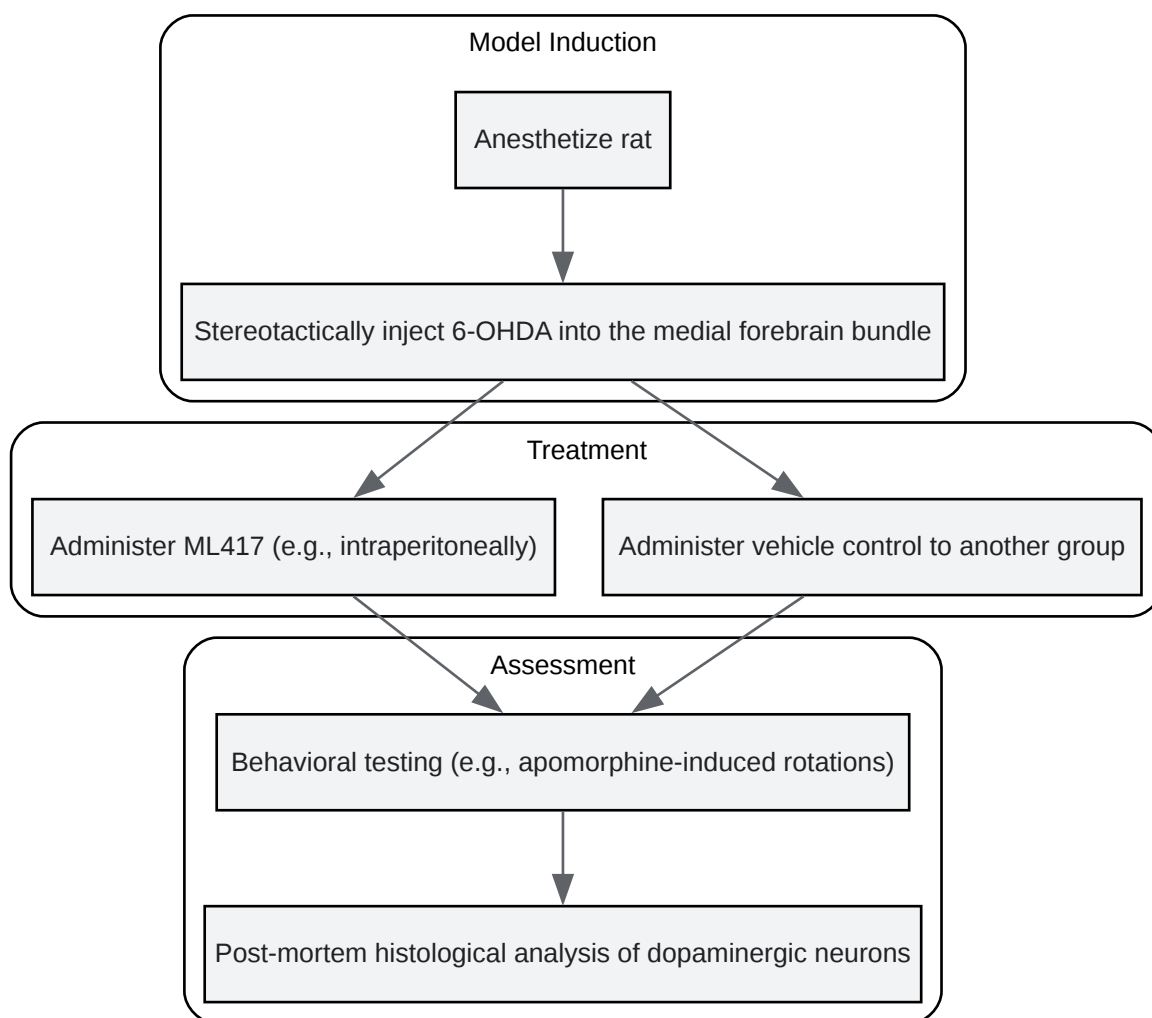 Model Induction
Anesthetize rat
Stereotactically inject 6-OHDA into the medial forebrain bundle
Treatment
Administer ML417 (e.g., intraperitoneally)
Administer vehicle control to another group
Assessment
Behavioral testing (e.g., apomorphine-induced rotations)
Post-mortem histological analysis of dopaminergic neurons